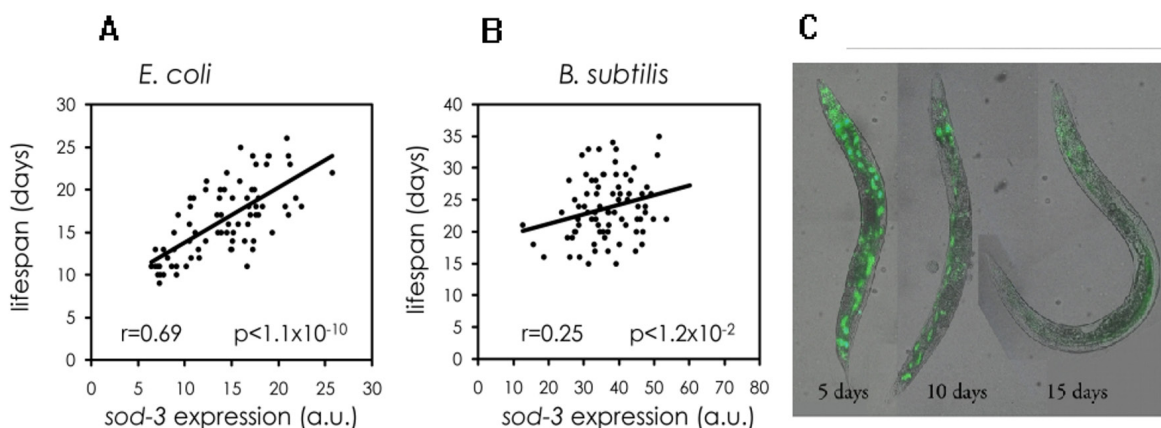 A
E. coli
lifespan (days)
30
25
20
15
10
5
0
r=0.69 p<1.1x10-10
0 5 10 15 20 25 30
sod-3 expression (a.u.)
B
B. subtilis
lifespan (days)
40
35
30
25
20
15
10
5
0
r=0.25 p<1.2x10-2
0 10 20 30 40 50 60 70 80
sod-3 expression (a.u.)
C
5 days 10 days 15 days